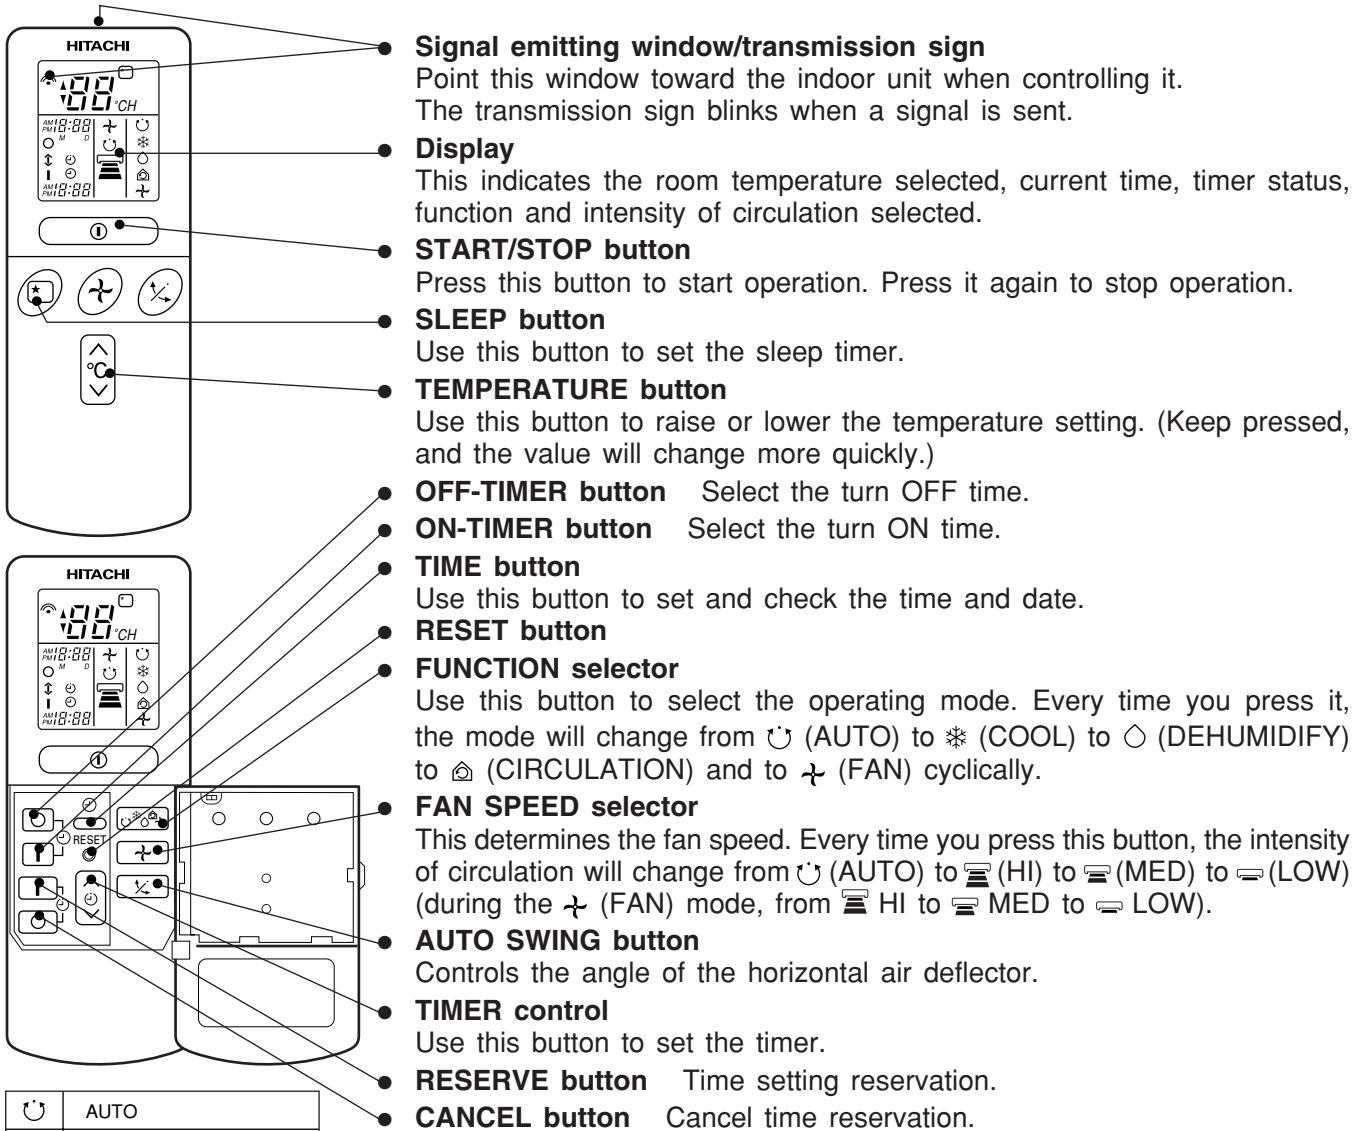 HITACHI
°CH
AM
PM
M D
AM
PM
°C
HITACHI
°CH
AM
PM
M D
AM
PM
RESET
AUTO
Signal emitting window/transmission sign
Point this window toward the indoor unit when controlling it.
The transmission sign blinks when a signal is sent.
Display
This indicates the room temperature selected, current time, timer status,
function and intensity of circulation selected.
START/STOP button
Press this button to start operation. Press it again to stop operation.
SLEEP button
Use this button to set the sleep timer.
TEMPERATURE button
Use this button to raise or lower the temperature setting. (Keep pressed,
and the value will change more quickly.)
OFF-TIMER button Select the turn OFF time.
ON-TIMER button Select the turn ON time.
TIME button
Use this button to set and check the time and date.
RESET button
FUNCTION selector
Use this button to select the operating mode. Every time you press it,
the mode will change from (AUTO) to (COOL) to (DEHUMIDIFY)
to (CIRCULATION) and to (FAN) cyclically.
FAN SPEED selector
This determines the fan speed. Every time you press this button, the intensity
of circulation will change from (AUTO) to (HI) to (MED) to (LOW)
(during the (FAN) mode, from HI to MED to LOW).
AUTO SWING button
Controls the angle of the horizontal air deflector.
TIMER control
Use this button to set the timer.
RESERVE button Time setting reservation.
CANCEL button Cancel time reservation.